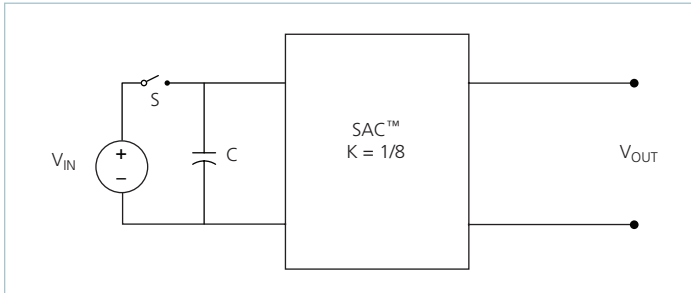 S
V_IN
+
–
C
SAC™
K = 1/8
V_OUT